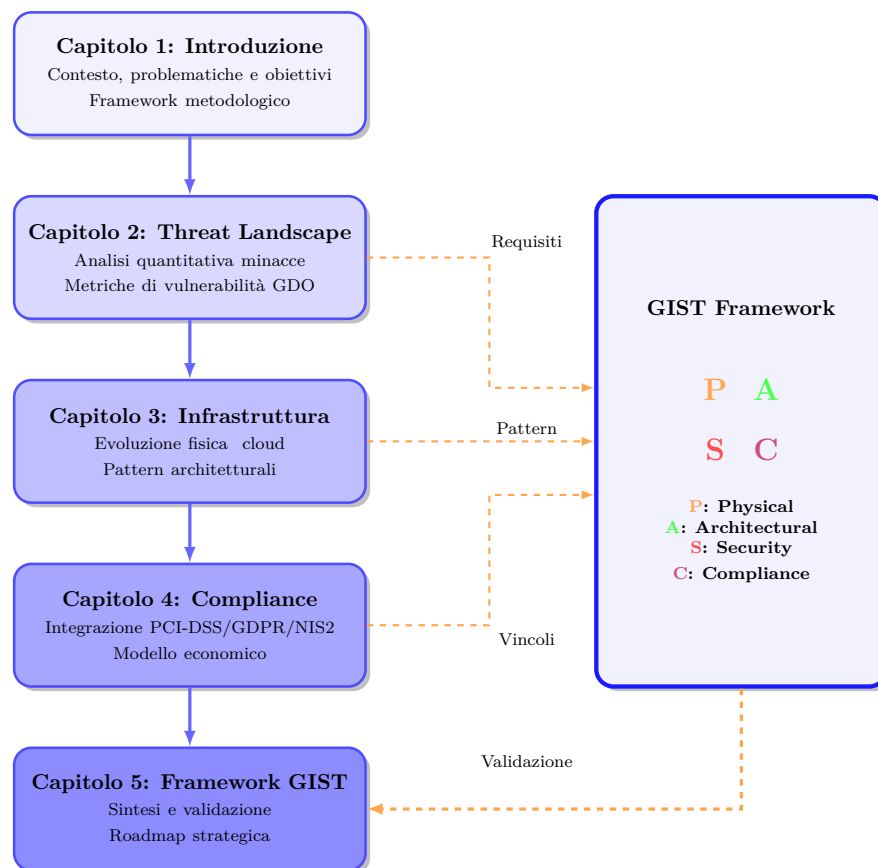 Capitolo 1: Introduzione
Contesto, problematiche e obiettivi
Framework metodologico
Capitolo 2: Threat Landscape
Analisi quantitativa minacce
Metriche di vulnerabilità GDO
Requisiti
Capitolo 3: Infrastruttura
Evoluzione fisica cloud
Pattern architetturali
Pattern
Capitolo 4: Compliance
Integrazione PCI-DSS/GDPR/NIS2
Modello economico
Vincoli
GIST Framework
P A
S C
P: Physical
A: Architectural
S: Security
C: Compliance
Validazione
Capitolo 5: Framework GIST
Sintesi e validazione
Roadmap strategica